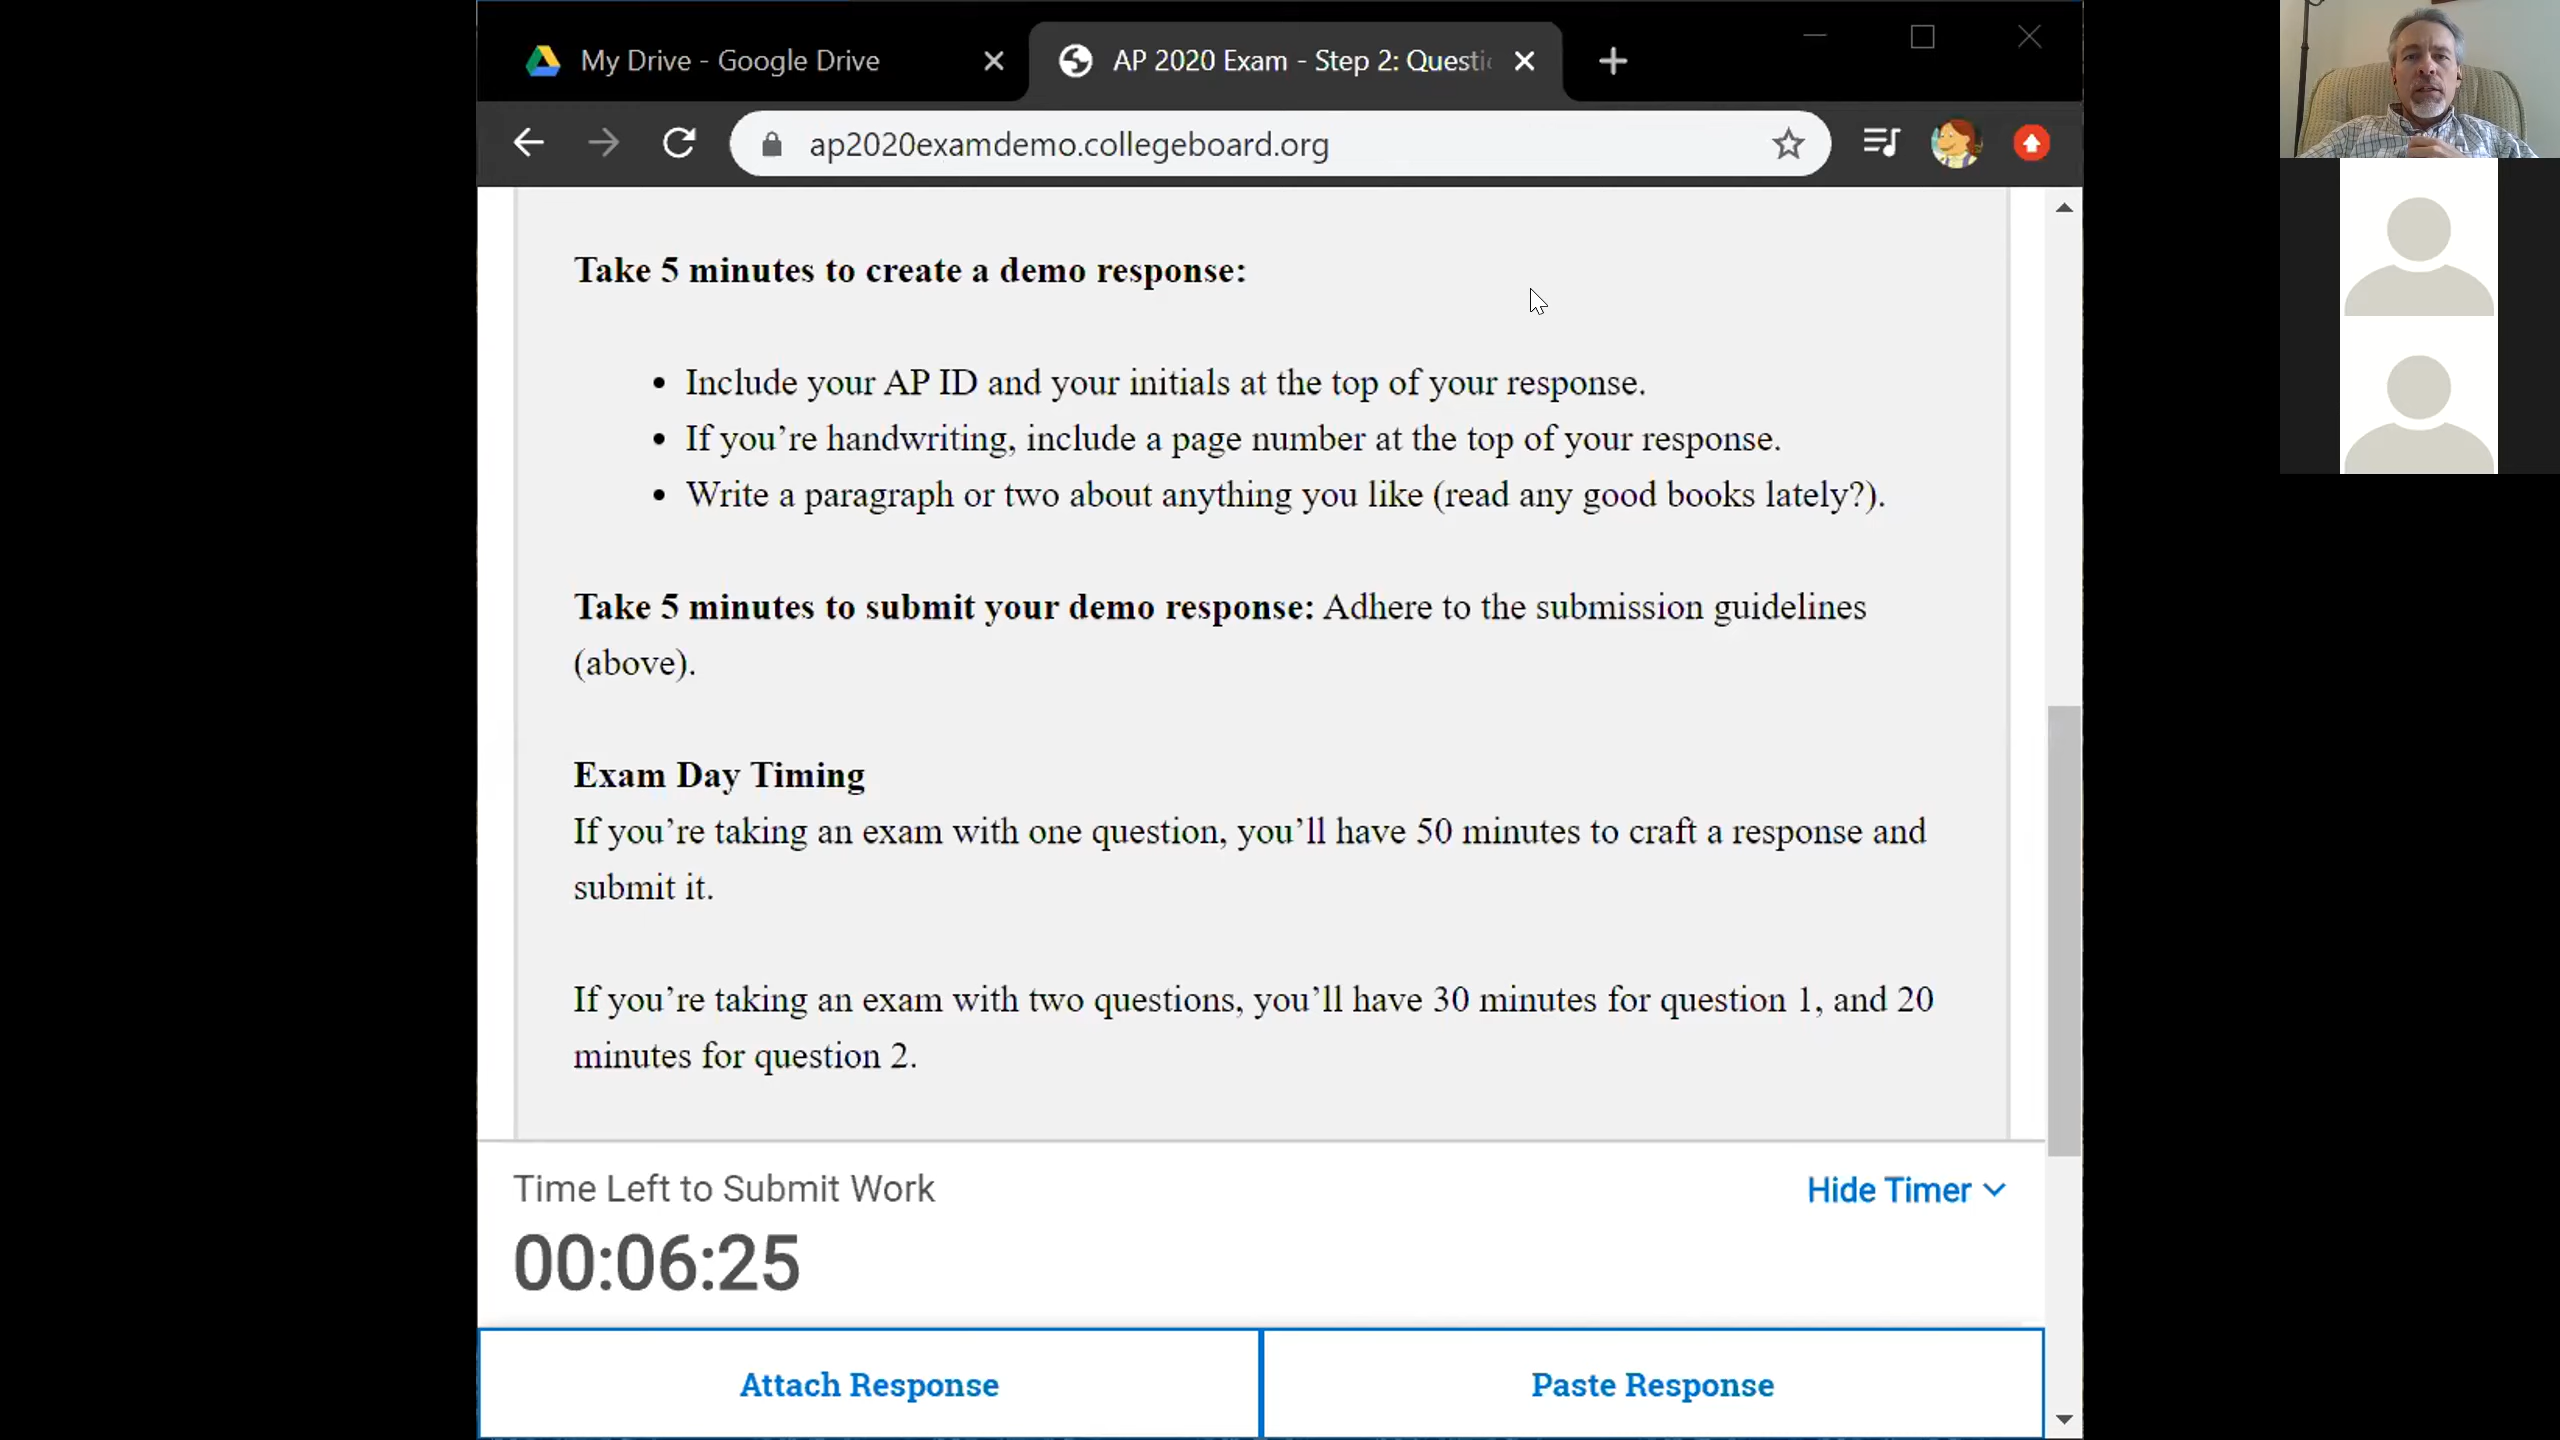 My Drive - Google Drive
AP 2020 Exam - Step 2: Questi
ap2020examdemo.collegeboard.org
Take 5 minutes to create a demo response:
• Include your AP ID and your initials at the top of your response.
• If you’re handwriting, include a page number at the top of your response.
• Write a paragraph or two about anything you like (read any good books lately?).
Take 5 minutes to submit your demo response: Adhere to the submission guidelines
(above).
Exam Day Timing
If you’re taking an exam with one question, you’ll have 50 minutes to craft a response and
submit it.
If you’re taking an exam with two questions, you’ll have 30 minutes for question 1, and 20
minutes for question 2.
Time Left to Submit Work
Hide Timer
00:06:25
Attach Response
Paste Response